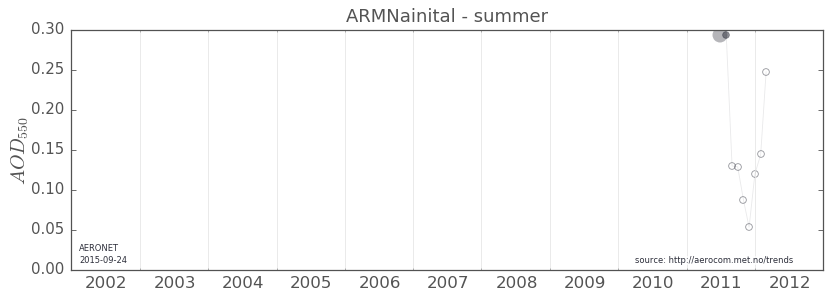 ARMNainital - summer
0.30
0.25
0.20
0.15
0.10
0.05
0.00
AOD550
AERONET
2015-09-24
source: http://aerocom.met.no/trends
2002 2003 2004 2005 2006 2007 2008 2009 2010 2011 2012